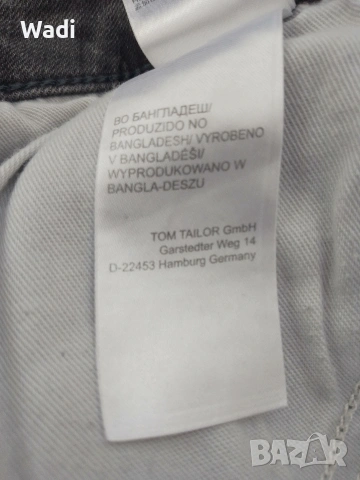 Wadi
ВО БАНГЛАДЕШ/
PRODUZIDO NO
BANGLADESH/ VYROBENO
V BANGLADÉŠI/
WYPRODUKOWANO W
BANGLA-DESZU
TOM TAILOR GmbH
Garstedter Weg 14
D-22453 Hamburg Germany
BAZAR